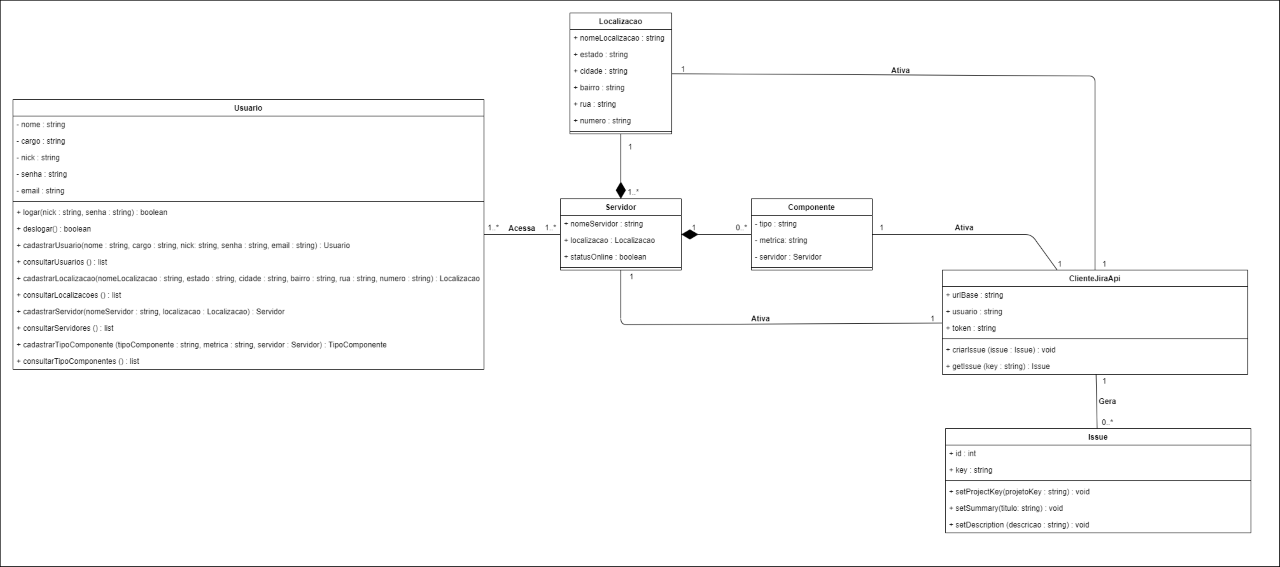 Localizacao
+ nomeLocalizacao : string
+ estado : string
+ cidade : string
+ bairro : string
+ rua : string
+ numero : string
1
Ativa
1
1
1..*
Usuario
- nome : string
- cargo : string
- nick : string
- senha : string
- email : string
+ logar(nick : string, senha : string) : boolean
+ deslogar() : boolean
+ cadastrarUsuario(nome : string, cargo : string, nick: string, senha : string, email : string) : Usuario
+ consultarUsuarios () : list
+ cadastrarLocalizacao(nomeLocalizacao : string, estado : string, cidade : string, bairro : string, rua : string, numero : string) : Localizacao
+ consultarLocalizacoes () : list
+ cadastrarServidor(nomeServidor : string, localizacao : Localizacao) : Servidor
+ consultarServidores () : list
+ cadastrarTipoComponente (tipoComponente : string, metrica : string, servidor : Servidor) : TipoComponente
+ consultarTipoComponentes () : list
1..*
Acessa
1..*
Servidor
+ nomeServidor : string
+ localizacao : Localizacao
+ statusOnline : boolean
1
0..*
Componente
- tipo : string
- metrica: string
- servidor : Servidor
1
Ativa
1
1
Ativa
1
ClienteJiraApi
+ urlBase : string
+ usuario : string
+ token : string
+ criarIssue (issue : Issue) : void
+ getIssue (key : string) : Issue
1
Gera
0..*
Issue
+ id : int
+ key : string
+ setProjectKey(projetoKey : string) : void
+ setSummary(titulo: string) : void
+ setDescription (descricao : string) : void